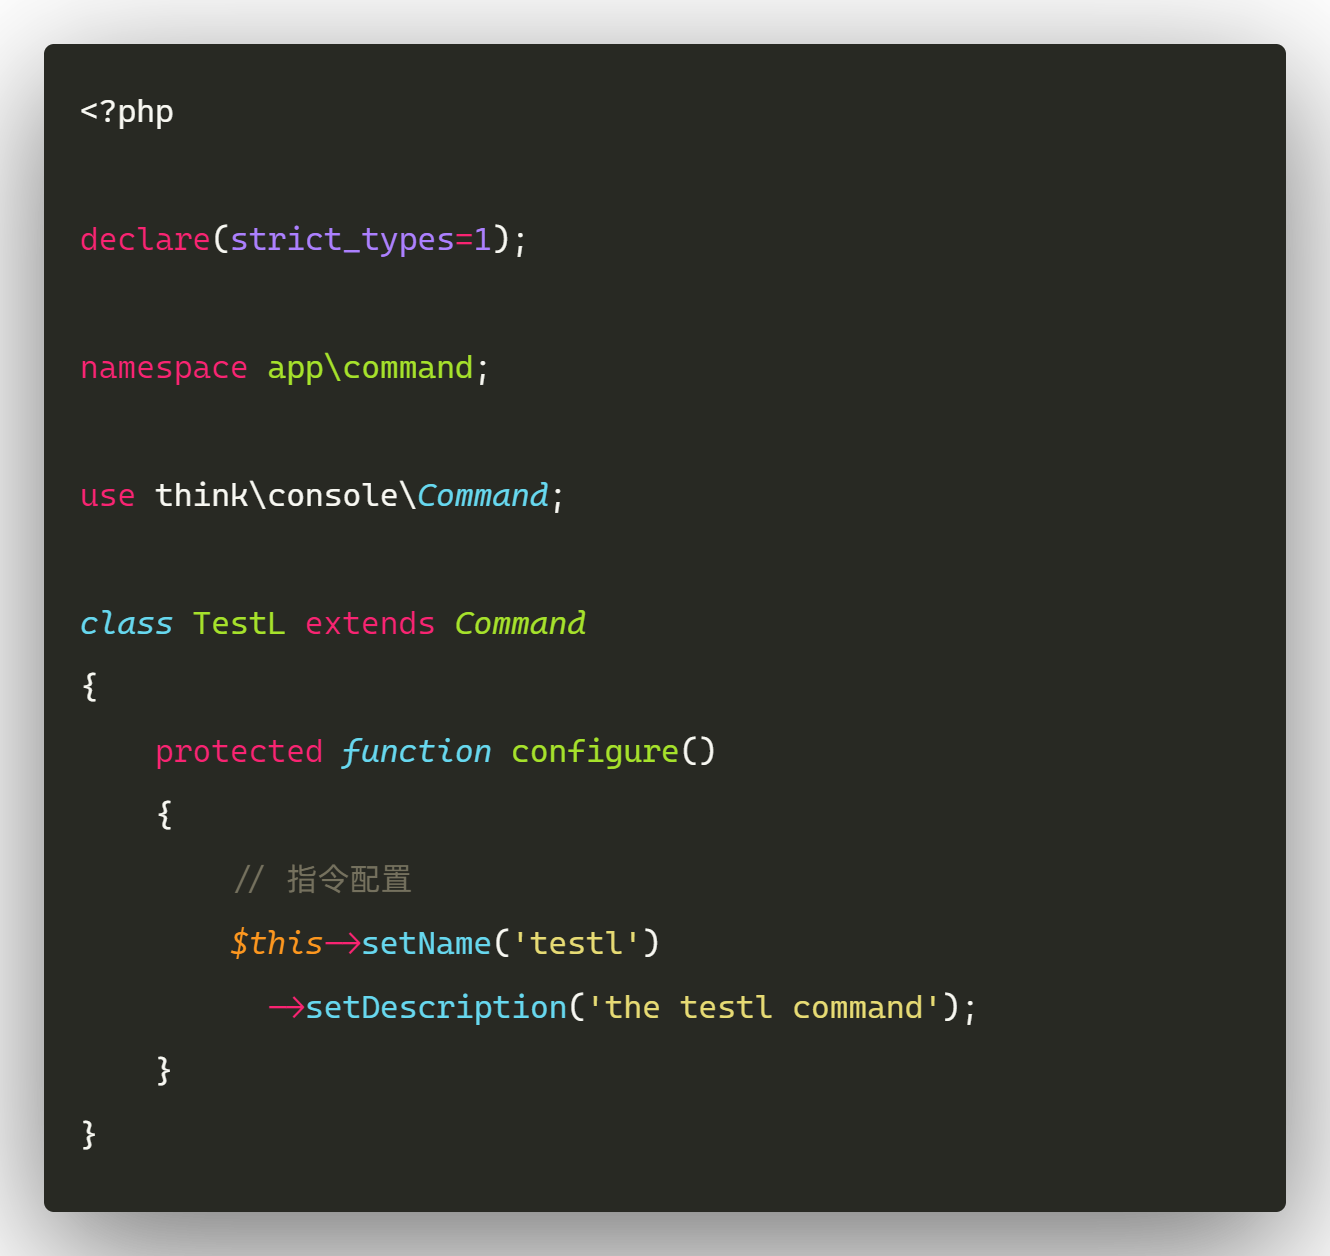 <?php
declare(strict_types=1);
namespace app\command;
use think\console\Command;
class TestL extends Command
{
    protected function configure()
    {
        // 指令配置
        $this->setName('testl')
          ->setDescription('the testl command');
    }
}